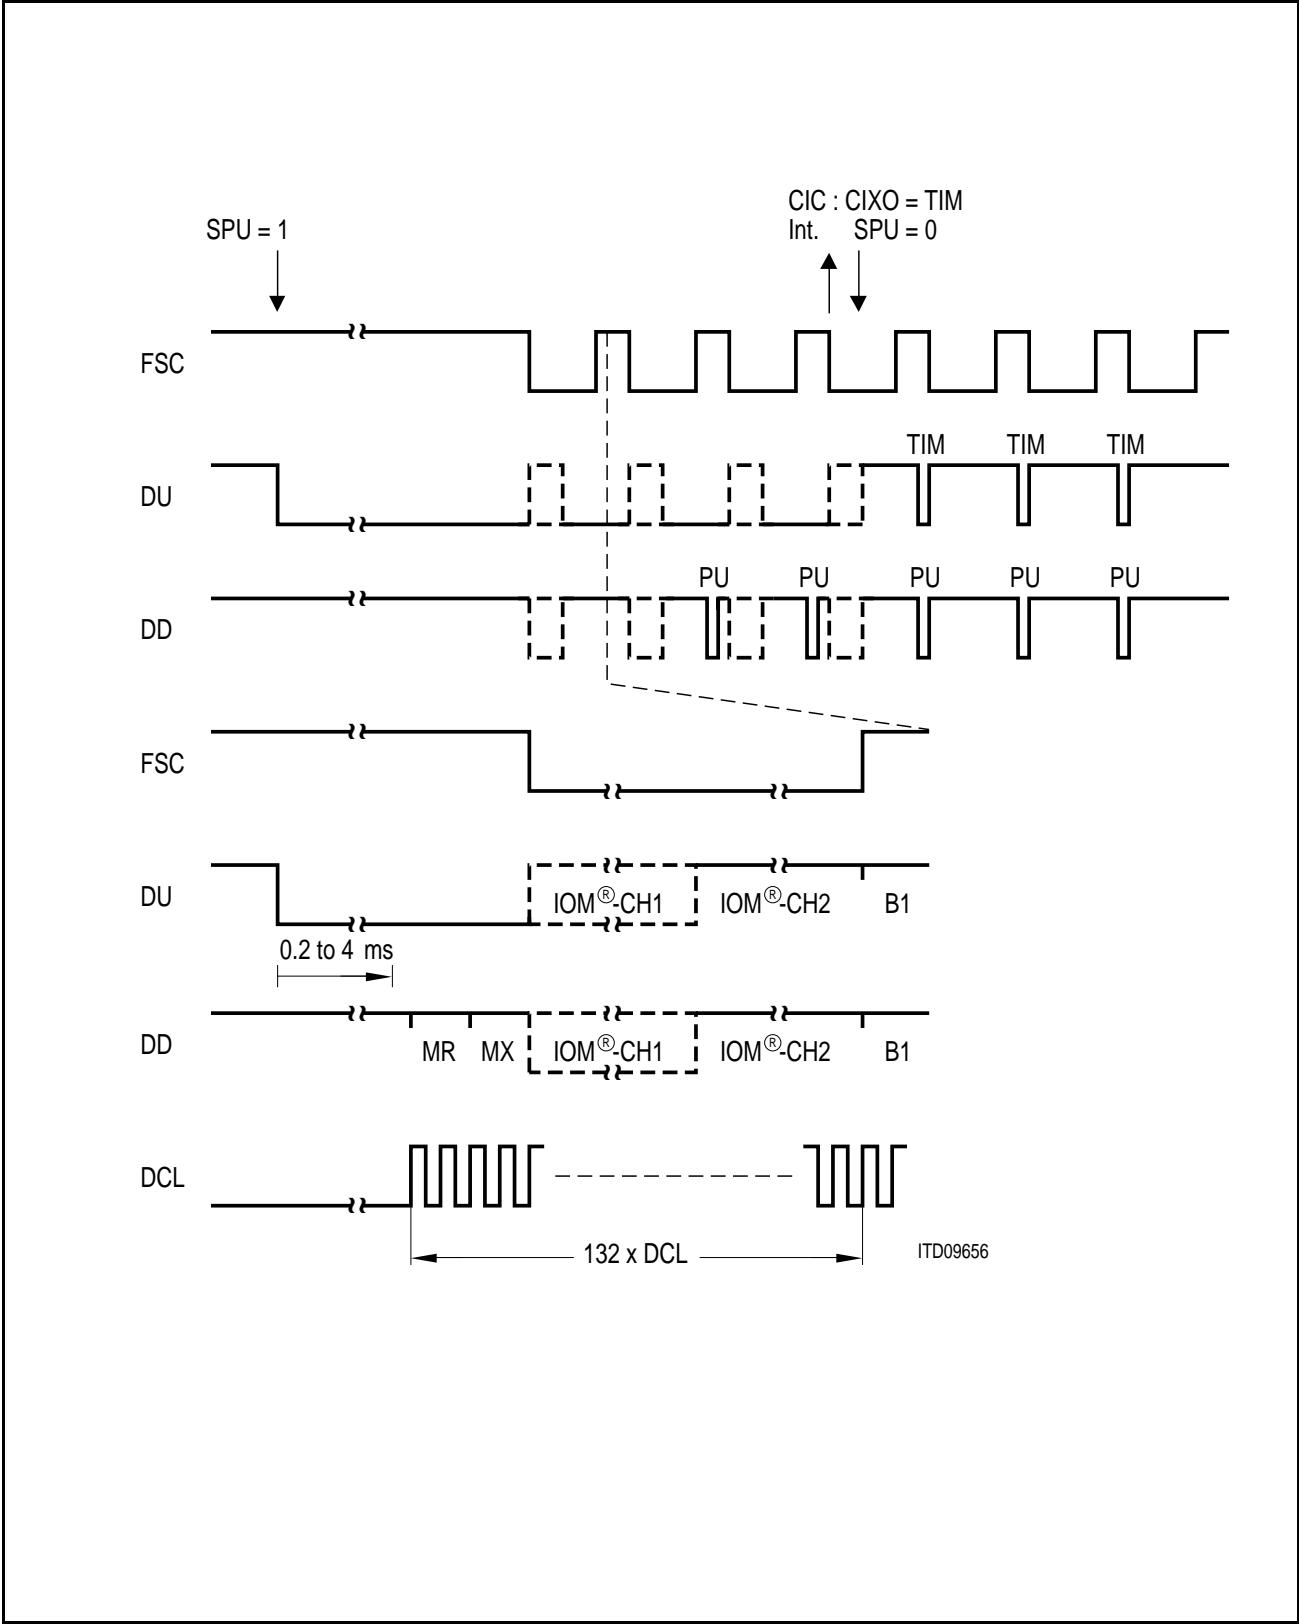 CIC : CIXO = TIM
SPU = 1
Int. SPU = 0
FSC
TIM TIM TIM
DU
PU PU PU PU PU
DD
FSC
DU
IOM®-CH1 IOM®-CH2 B1
0.2 to 4 ms
DD
MR MX IOM®-CH1 IOM®-CH2 B1
DCL
132 x DCL
ITD09656